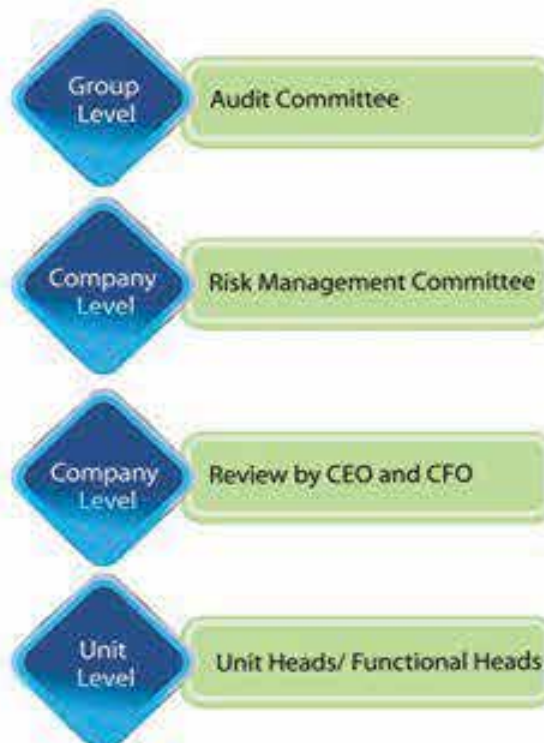 Group
Level
Audit Committee
Company
Level
Risk Management Committee
Company
Level
Review by CEO and CFO
Unit
Level
Unit Heads/ Functional Heads